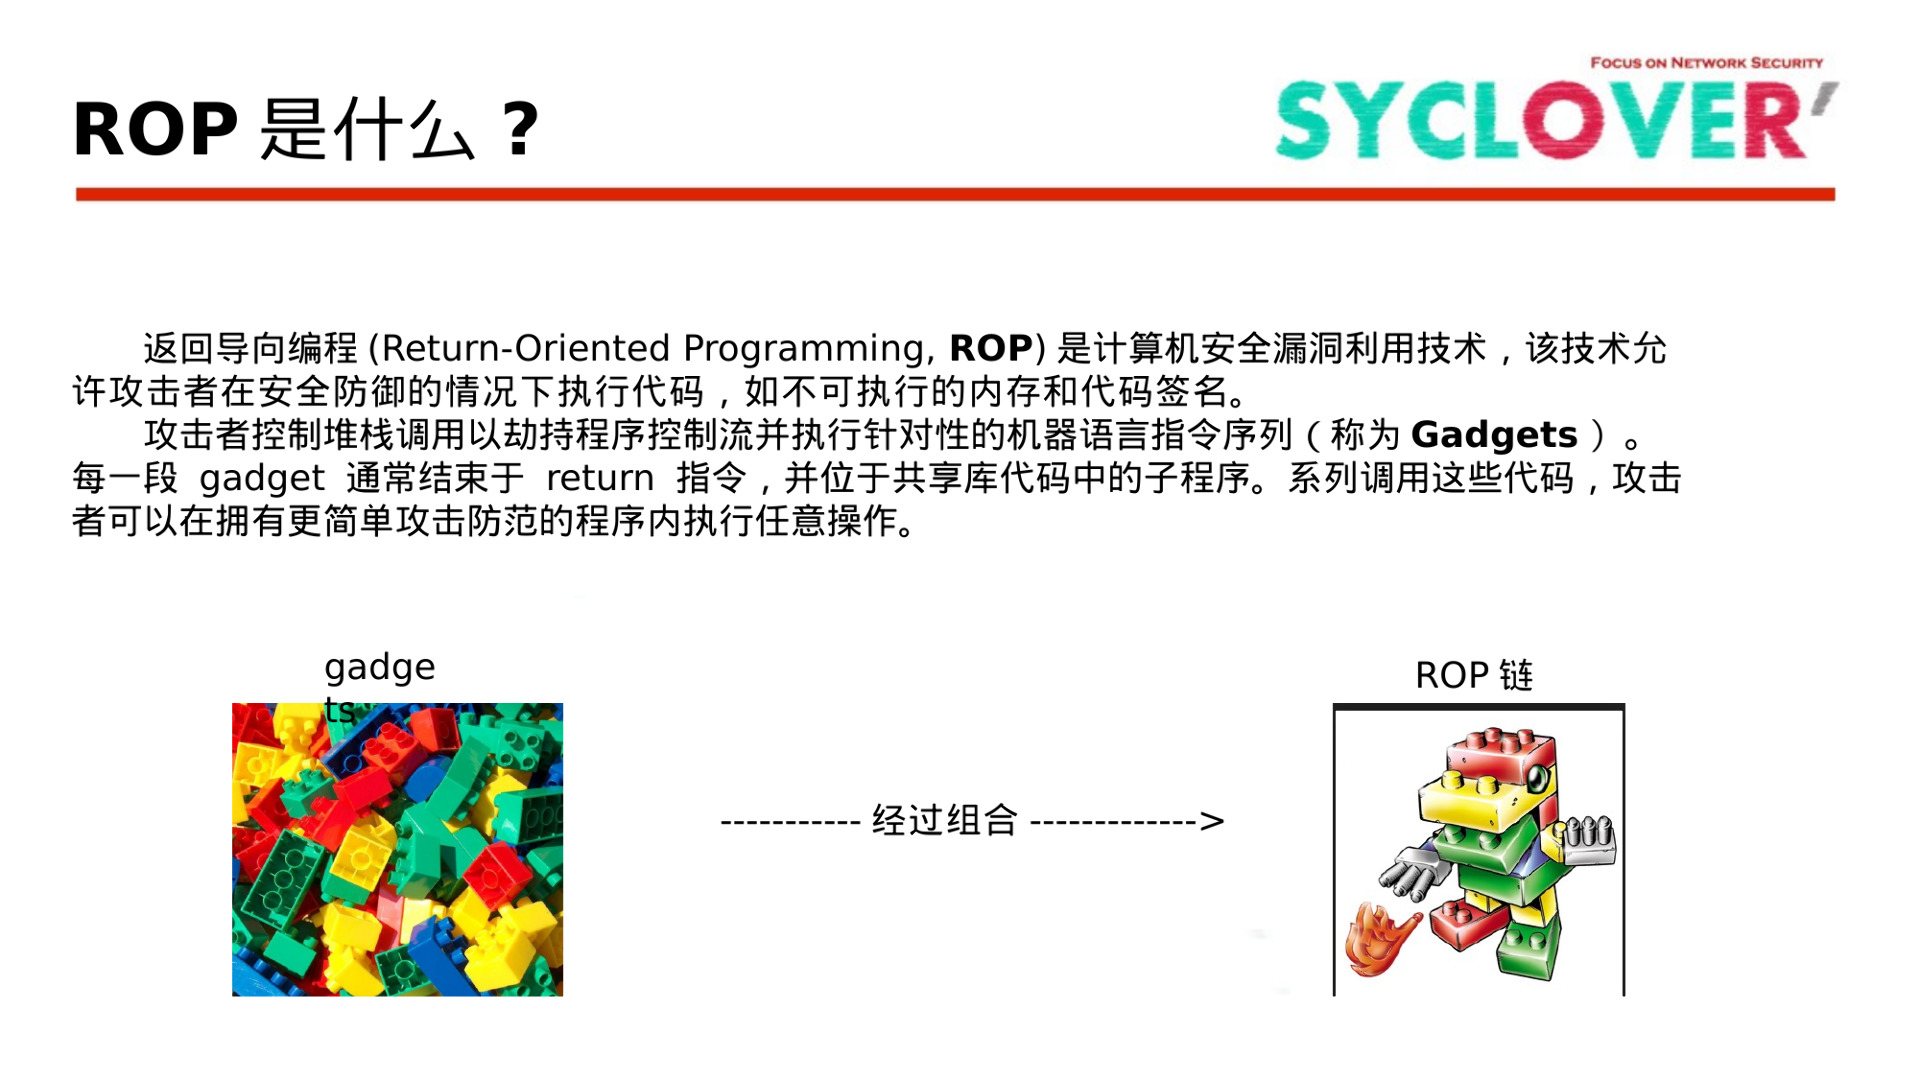 FOCUS ON NETWORK SECURITY
SYCLOVER'
ROP 是什么?
返回导向编程 (Return-Oriented Programming, ROP) 是计算机安全漏洞利用技术,该技术允
许攻击者在安全防御的情况下执行代码,如不可执行的内存和代码签名。
攻击者控制堆栈调用以劫持程序控制流并执行针对性的机器语言指令序列(称为 Gadgets )。
每一段 gadget 通常结束于 return 指令,并位于共享库代码中的子程序。系列调用这些代码,攻击
者可以在拥有更简单攻击防范的程序内执行任意操作。
gadge
ts
ROP 链
----------- 经过组合 ------------->